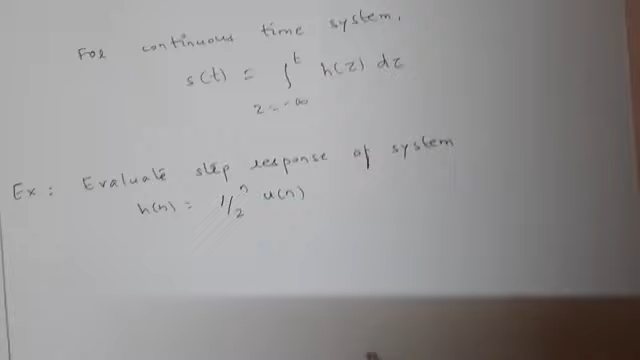 For continuous time system,
s(t) = ∫ᵗ h(τ) dτ
τ=-∞
Ex: Evaluate step response of system
h(n) = 1/2ⁿ u(n)